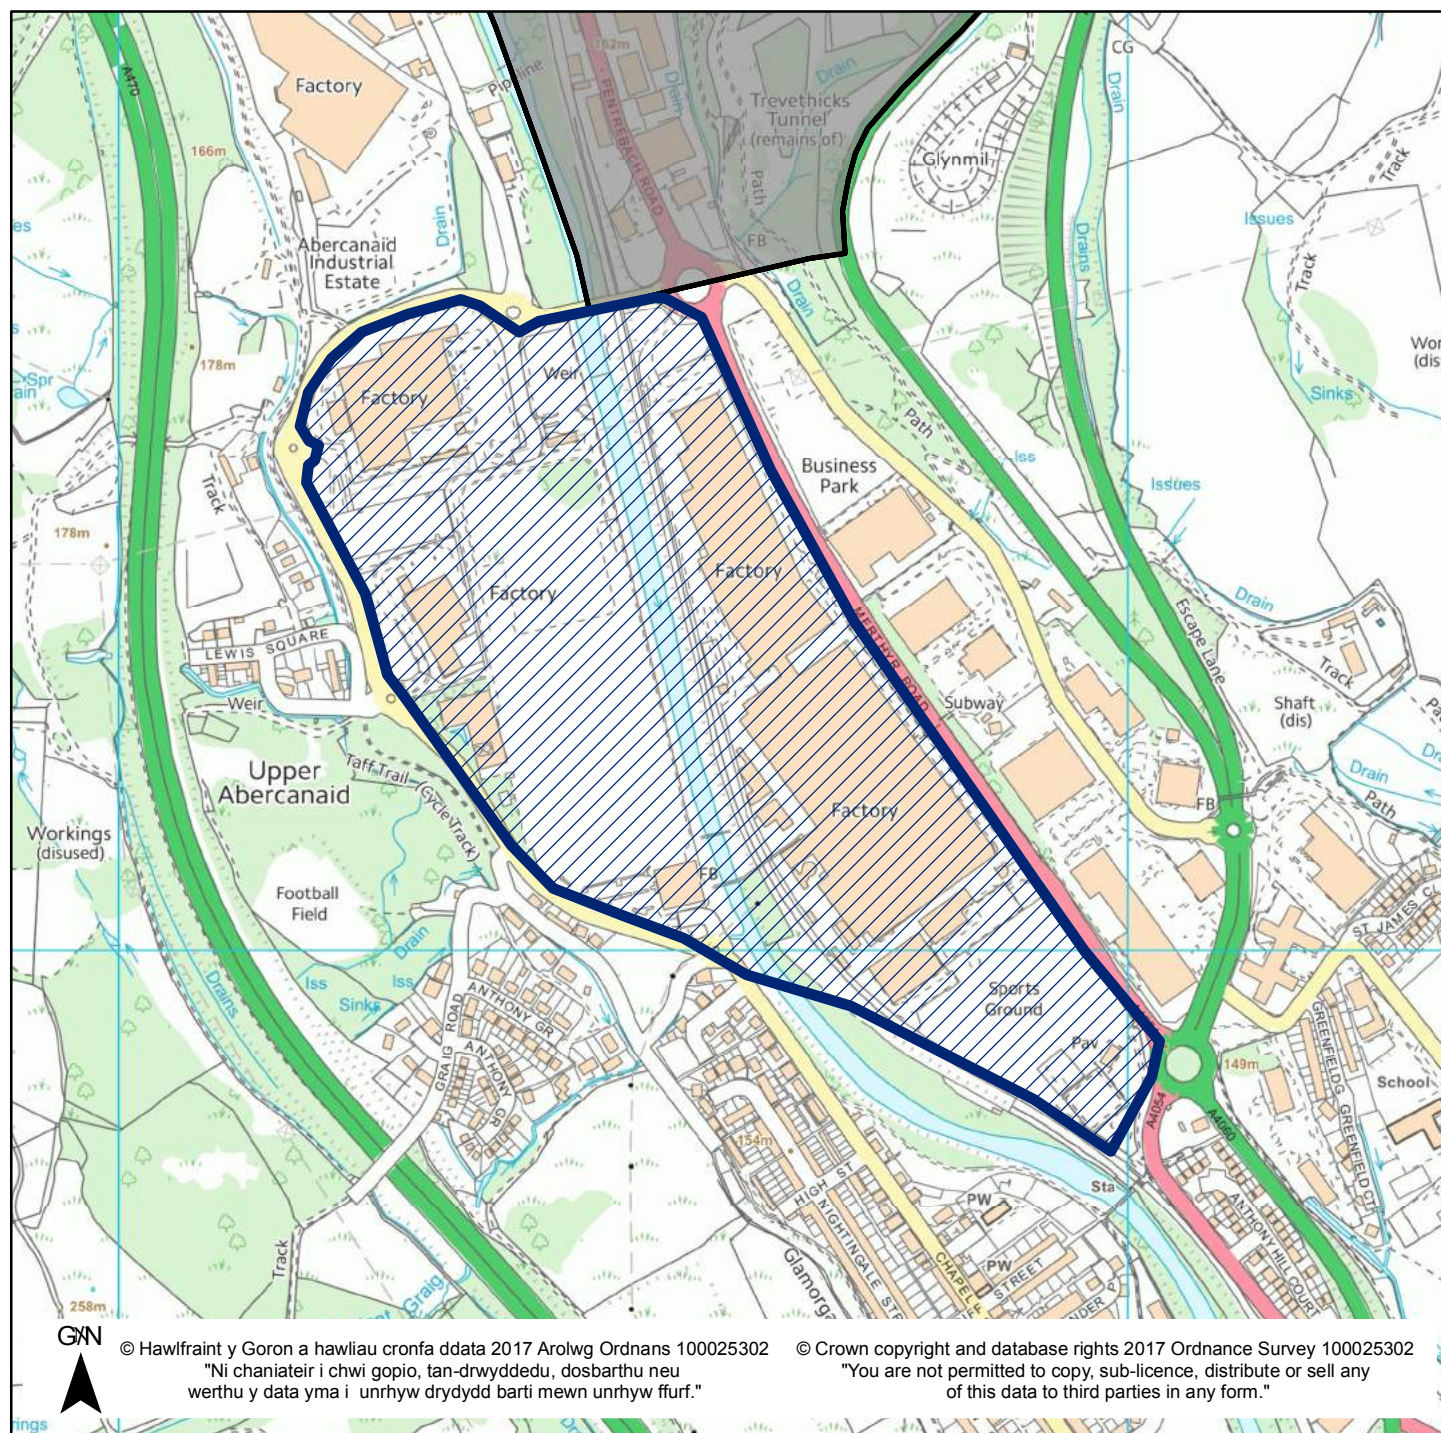 A470
Factory
Pipeline
162m
PENTREBACH ROAD
Drain
Drain
Trevethicks
Tunnel
(remains of)
Path
FB
CG
Drain
Glynmil
Track
166m
Abercanaid
Industrial
Estate
Drain
Drain
Issues
Drains
Track
Sinks
178m
Spr
Factory
Weir
Track
Business
Park
Path
Iss
Issues
178m
Factory
Factory
MERTHYR ROAD
Drain
Escape Lane
Track
LEWIS SQUARE
Weir
Subway
Shaft
(dis)
Upper
Abercanaid
Taff Trail (Cycle Track)
Drain
Path
FB
Factory
Workings
(disused)
FB
Football
Field
Drain
Drains
Iss
Iss
Sinks
ST JAMES
Sports
Ground
GRAIG ROAD
ANTHONY GR
ANTHONY GR
Pav
149m
School
GREENFIELD CT
A4054
A4060
154m
HIGH ST
Sta
PW
PW
NIGHTINGALE ST
STREET
ANTHONY HILL COURT
Track
Graig
258m
G/N
© Hawlfraint y Goron a hawliau cronfa ddata 2017 Arolwg Ordnans 100025302
"Ni chaniateir i chwi gopio, tan-drwyddedu, dosbarthu neu
werthu y data yma i unrhyw drydydd barti mewn unrhyw ffurf."
© Crown copyright and database rights 2017 Ordnance Survey 100025302
"You are not permitted to copy, sub-licence, distribute or sell any
of this data to third parties in any form."